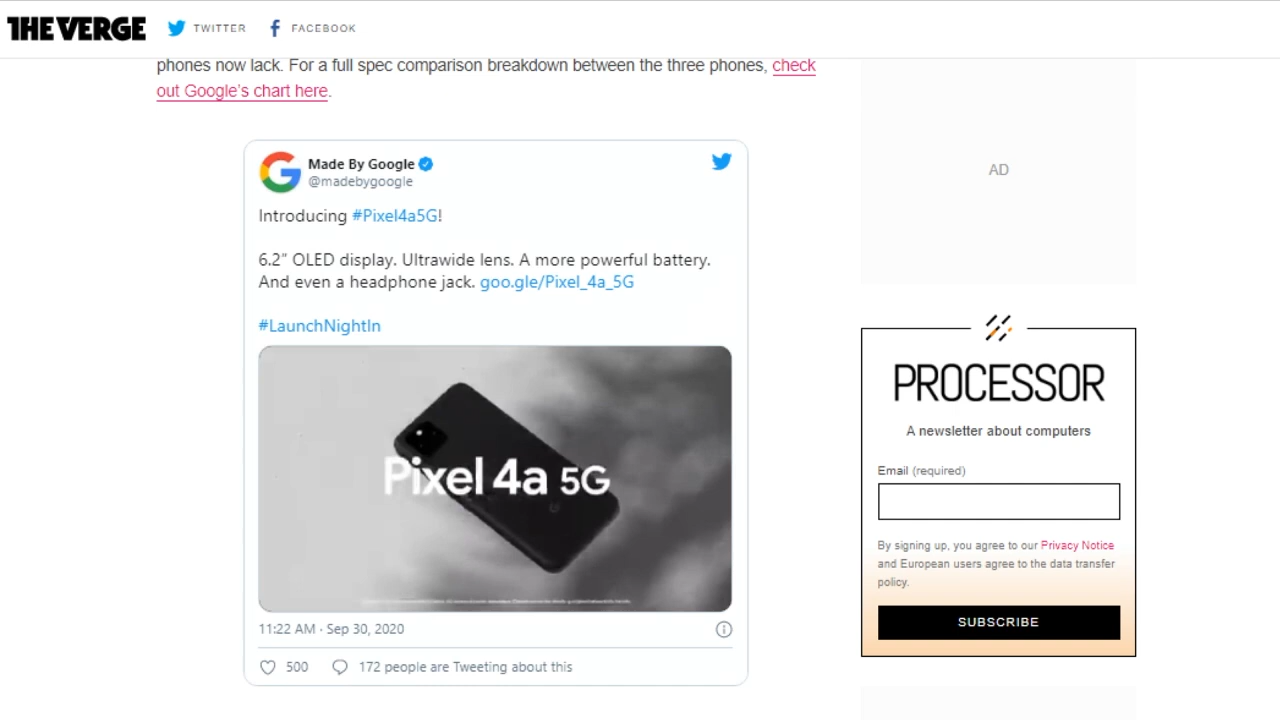 THE VERGE TWITTER FACEBOOK
phones now lack. For a full spec comparison breakdown between the three phones, check
out Google's chart here.
Made By Google
@madebygoogle
Introducing #Pixel4a5G!
6.2” OLED display. Ultrawide lens. A more powerful battery.
And even a headphone jack. goo.gle/Pixel_4a_5G
#LaunchNightIn
Pixel 4a 5G
11:22 AM · Sep 30, 2020
500 172 people are Tweeting about this
AD
PROCESSOR
A newsletter about computers
Email (required)
By signing up, you agree to our Privacy Notice
and European users agree to the data transfer
policy.
SUBSCRIBE